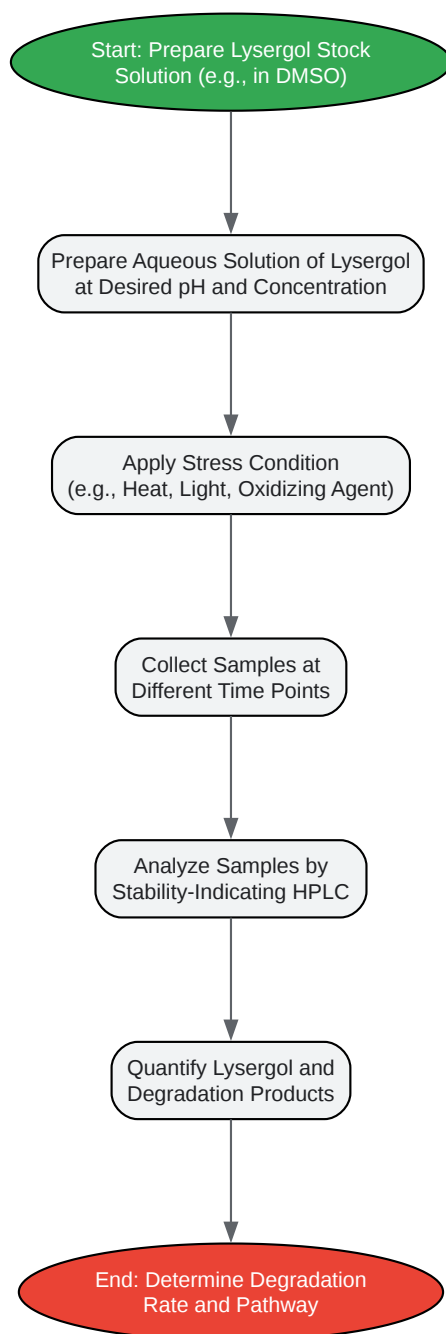 Start: Prepare Lysergol Stock
Solution (e.g., in DMSO)
Prepare Aqueous Solution of Lysergol
at Desired pH and Concentration
Apply Stress Condition
(e.g., Heat, Light, Oxidizing Agent)
Collect Samples at
Different Time Points
Analyze Samples by
Stability-Indicating HPLC
Quantify Lysergol and
Degradation Products
End: Determine Degradation
Rate and Pathway